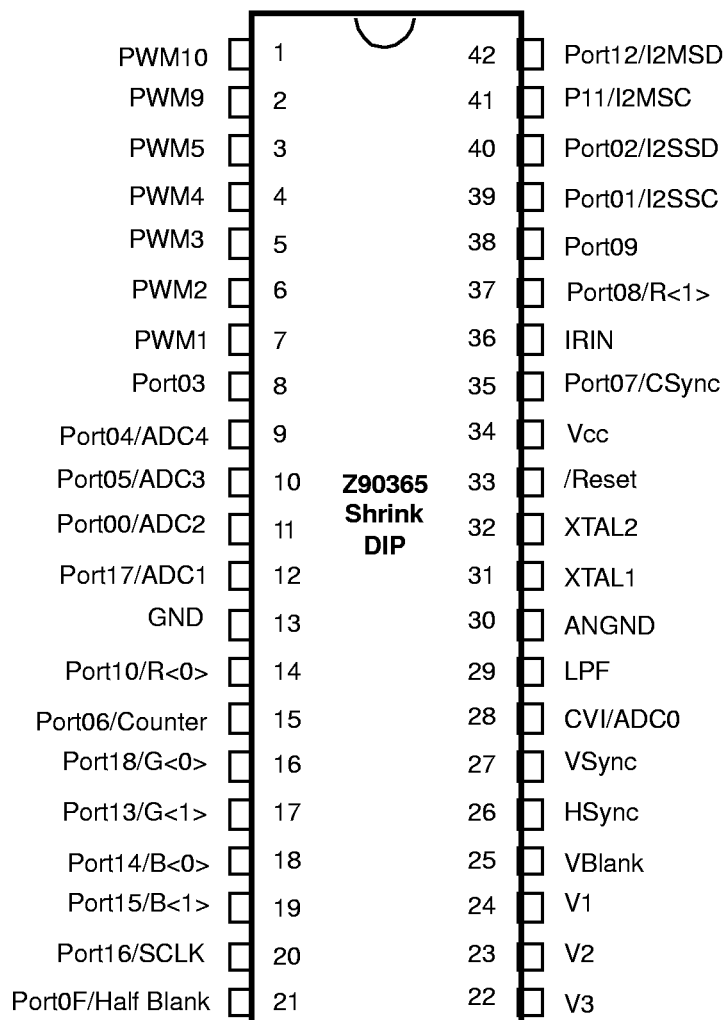 PWM10 1 42 Port12/I2MSD
PWM9 2 41 P11/I2MSC
PWM5 3 40 Port02/I2SSD
PWM4 4 39 Port01/I2SSC
PWM3 5 38 Port09
PWM2 6 37 Port08/R<1>
PWM1 7 36 IRIN
Port03 8 35 Port07/CSync
Port04/ADC4 9 34 Vcc
Port05/ADC3 10 Z90365 33 /Reset
Shrink
Port00/ADC2 11 32 XTAL2
DIP
Port17/ADC1 12 31 XTAL1
GND 13 30 ANGND
Port10/R<0> 14 29 LPF
Port06/Counter 15 28 CVI/ADC0
Port18/G<0> 16 27 VSync
Port13/G<1> 17 26 HSync
Port14/B<0> 18 25 VBlank
Port15/B<1> 19 24 V1
Port16/SCLK 20 23 V2
Port0F/Half Blank 21 22 V3